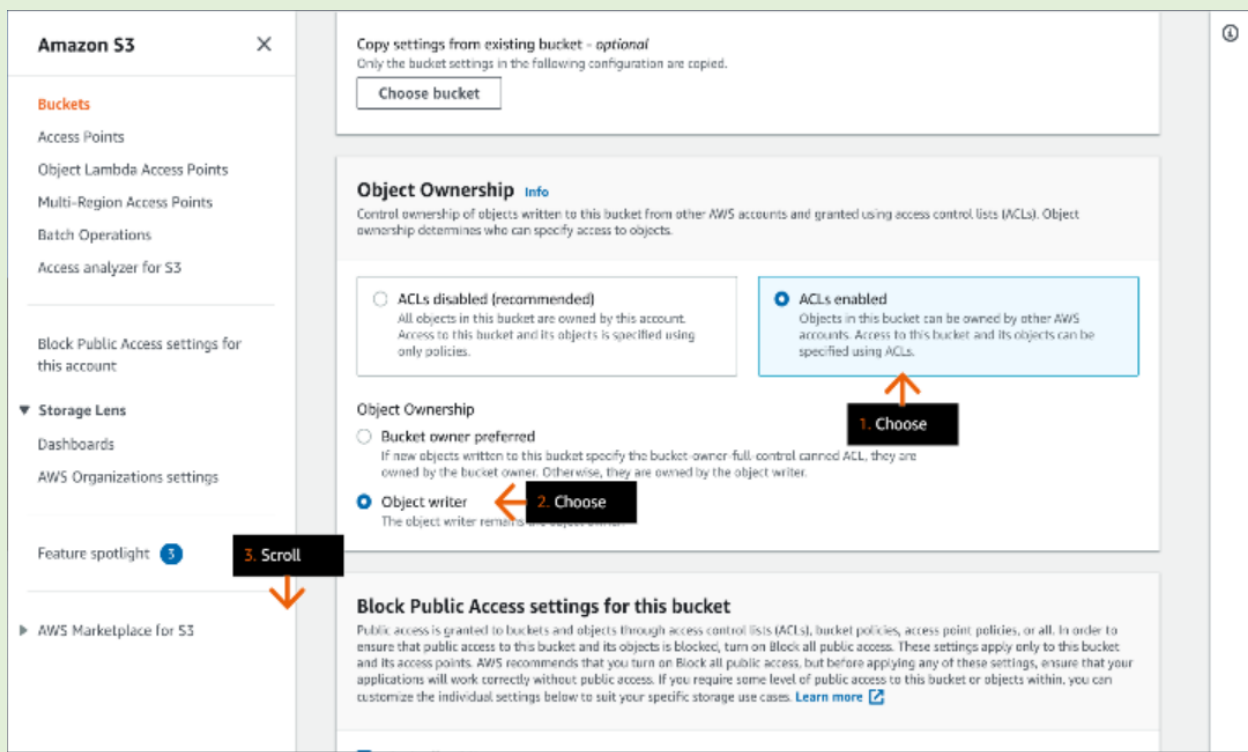 Amazon S3
Buckets
Access Points
Object Lambda Access Points
Multi-Region Access Points
Batch Operations
Access analyzer for S3
Block Public Access settings for
this account
Storage Lens
Dashboards
AWS Organizations settings
Feature spotlight 3
AWS Marketplace for S3
3. Scroll
Copy settings from existing bucket - optional
Only the bucket settings in the following configuration are copied.
Choose bucket
Object Ownership Info
Control ownership of objects written to this bucket from other AWS accounts and granted using access control lists (ACLs). Object
ownership determines who can specify access to objects.
ACLs disabled (recommended)
All objects in this bucket are owned by this account.
Access to this bucket and its objects is specified using
only policies.
ACLs enabled
Objects in this bucket can be owned by other AWS
accounts. Access to this bucket and its objects can be
specified using ACLs.
1. Choose
Object Ownership
Bucket owner preferred
If new objects written to this bucket specify the bucket-owner-full-control canned ACL, they are
owned by the bucket owner. Otherwise, they are owned by the object writer.
Object writer
2. Choose
The object writer remains
Block Public Access settings for this bucket
Public access is granted to buckets and objects through access control lists (ACLs), bucket policies, access point policies, or all. In order to
ensure that public access to this bucket and its objects is blocked, turn on Block all public access. These settings apply only to this bucket
and its access points. AWS recommends that you turn on Block all public access, but before applying any of these settings, ensure that your
applications will work correctly without public access. If you require some level of public access to this bucket or objects within, you can
customize the individual settings below to suit your specific storage use cases. Learn more